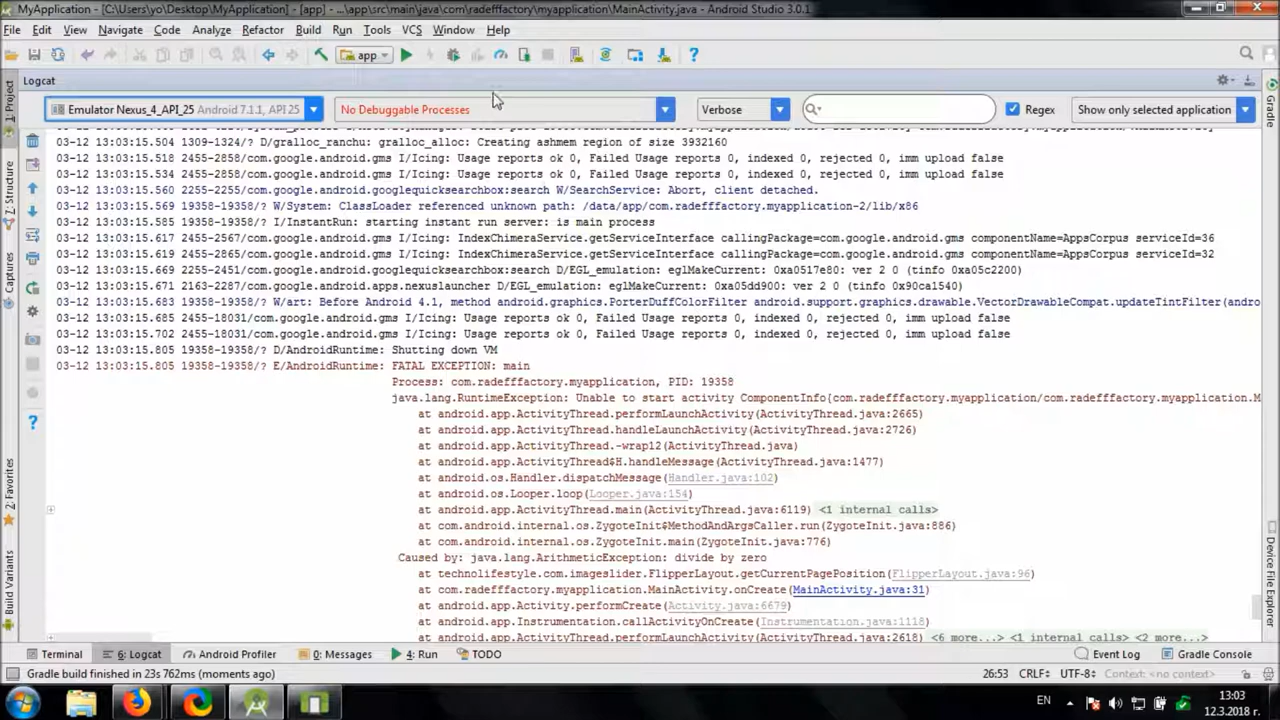 MyApplication - [C:\Users\yo\Desktop\MyApplication] - [app] - ...\app\src\main\java\com\radefffactory\myapplication\MainActivity.java - Android Studio 3.0.1
File Edit View Navigate Code Analyze Refactor Build Run Tools VCS Window Help
app
Logcat
Emulator Nexus_4_API_25 Android 7.1.1, API 25
No Debuggable Processes
Verbose
Regex
Show only selected application
03-12 13:03:15.504 1309-1324/? D/gralloc_ranchu: gralloc_alloc: Creating ashmem region of size 3932160
03-12 13:03:15.518 2455-2858/com.google.android.gms I/Icing: Usage reports ok 0, Failed Usage reports 0, indexed 0, rejected 0, imm upload false
03-12 13:03:15.534 2455-2858/com.google.android.gms I/Icing: Usage reports ok 0, Failed Usage reports 0, indexed 0, rejected 0, imm upload false
03-12 13:03:15.560 2255-2255/com.google.android.googlequicksearchbox:search W/SearchService: Abort, client detached.
03-12 13:03:15.569 19358-19358/? W/System: ClassLoader referenced unknown path: /data/app/com.radefffactory.myapplication-2/lib/x86
03-12 13:03:15.585 19358-19358/? I/InstantRun: starting instant run server: is main process
03-12 13:03:15.617 2455-2567/com.google.android.gms I/Icing: IndexChimeraService.getServiceInterface callingPackage=com.google.android.gms componentName=AppsCorpus serviceId=36
03-12 13:03:15.619 2455-2865/com.google.android.gms I/Icing: IndexChimeraService.getServiceInterface callingPackage=com.google.android.gms componentName=AppsCorpus serviceId=32
03-12 13:03:15.669 2255-2451/com.google.android.googlequicksearchbox:search D/EGL_emulation: eglMakeCurrent: 0xa0517e80: ver 2 0 (tinfo 0xa05c2200)
03-12 13:03:15.671 2163-2287/com.google.android.apps.nexuslauncher D/EGL_emulation: eglMakeCurrent: 0xa05dd900: ver 2 0 (tinfo 0x90ca1540)
03-12 13:03:15.683 19358-19358/? W/art: Before Android 4.1, method android.graphics.PorterDuffColorFilter android.support.graphics.drawable.VectorDrawableCompat.updateTintFilter(andro
03-12 13:03:15.685 2455-18031/com.google.android.gms I/Icing: Usage reports ok 0, Failed Usage reports 0, indexed 0, rejected 0, imm upload false
03-12 13:03:15.702 2455-18031/com.google.android.gms I/Icing: Usage reports ok 0, Failed Usage reports 0, indexed 0, rejected 0, imm upload false
03-12 13:03:15.805 19358-19358/? D/AndroidRuntime: Shutting down VM
03-12 13:03:15.805 19358-19358/? E/AndroidRuntime: FATAL EXCEPTION: main
Process: com.radefffactory.myapplication, PID: 19358
java.lang.RuntimeException: Unable to start activity ComponentInfo{com.radefffactory.myapplication/com.radefffactory.myapplication.M
at android.app.ActivityThread.performLaunchActivity(ActivityThread.java:2665)
at android.app.ActivityThread.handleLaunchActivity(ActivityThread.java:2726)
at android.app.ActivityThread.-wrap12(ActivityThread.java)
at android.app.ActivityThread$H.handleMessage(ActivityThread.java:1477)
at android.os.Handler.dispatchMessage(Handler.java:102)
at android.os.Looper.loop(Looper.java:154)
at android.app.ActivityThread.main(ActivityThread.java:6119) <1 internal calls>
at com.android.internal.os.ZygoteInit$MethodAndArgsCaller.run(ZygoteInit.java:886)
at com.android.internal.os.ZygoteInit.main(ZygoteInit.java:776)
Caused by: java.lang.ArithmeticException: divide by zero
at technolifestyle.com.imageslider.FlipperLayout.getCurrentPagePosition(FlipperLayout.java:96)
at com.radefffactory.myapplication.MainActivity.onCreate(MainActivity.java:31)
at android.app.Activity.performCreate(Activity.java:6679)
at android.app.Instrumentation.callActivityOnCreate(Instrumentation.java:1118)
at android.app.ActivityThread.performLaunchActivity(ActivityThread.java:2618) <6 more...> <1 internal calls> <2 more...>
1: Project
Z: Structure
Captures
2: Favorites
Build Variants
Gradle
Device File Explorer
Terminal 6: Logcat Android Profiler 0: Messages 4: Run TODO Event Log Gradle Console
Gradle build finished in 23s 762ms (moments ago) 26:53 CRLF÷ UTF-8÷ Context: <no context>
EN 13:03
12.3.2018 г.